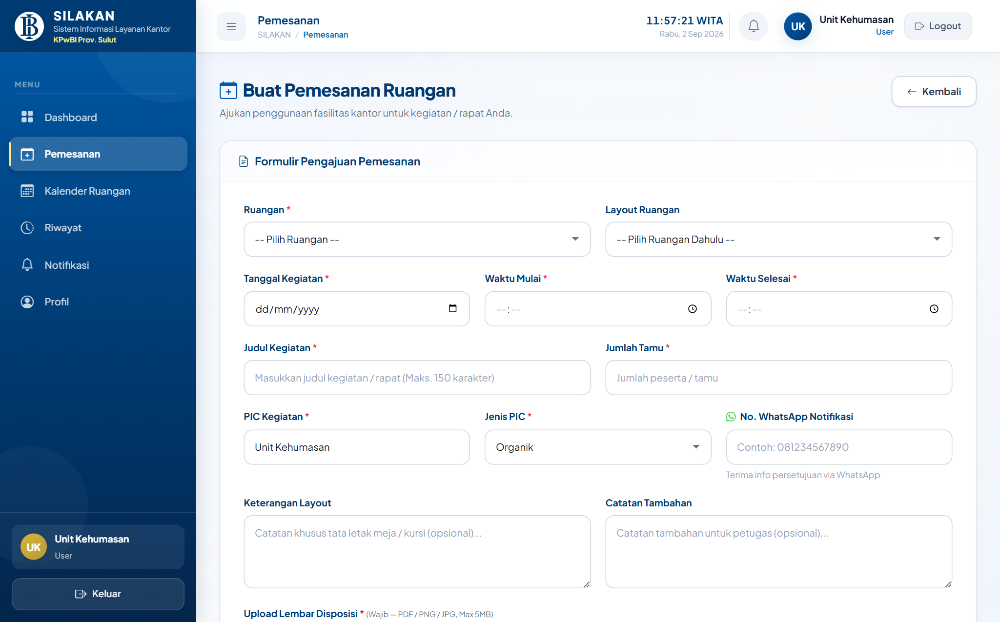 SILAKAN
Sistem Informasi Layanan Kantor
KPwBI Prov. Sulut
MENU
Dashboard
Pemesanan
Kalender Ruangan
Riwayat
Notifikasi
Profil
UK
Unit Kehumasan
User
Keluar
Pemesanan
SILAKAN / Pemesanan
11:57:21 WITA
Rabu, 2 Sep 2026
UK
Unit Kehumasan
User
Logout
Buat Pemesanan Ruangan
Ajukan penggunaan fasilitas kantor untuk kegiatan / rapat Anda.
Kembali
Formulir Pengajuan Pemesanan
Ruangan *
-- Pilih Ruangan --
Layout Ruangan
-- Pilih Ruangan Dahulu --
Tanggal Kegiatan *
dd/mm/yyyy
Waktu Mulai *
--:--
Waktu Selesai *
--:--
Judul Kegiatan *
Masukkan judul kegiatan / rapat (Maks. 150 karakter)
Jumlah Tamu *
Jumlah peserta / tamu
PIC Kegiatan *
Unit Kehumasan
Jenis PIC *
Organik
No. WhatsApp Notifikasi
Contoh: 081234567890
Terima info persetujuan via WhatsApp
Keterangan Layout
Catatan khusus tata letak meja / kursi (opsional)...
Catatan Tambahan
Catatan tambahan untuk petugas (opsional)...
Upload Lembar Disposisi * (Wajib — PDF / PNG / JPG, Max 5MB)